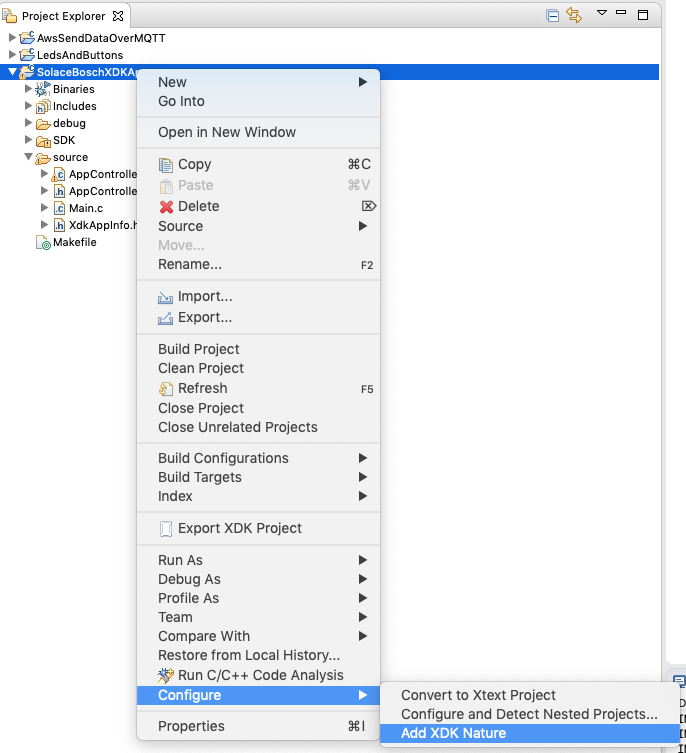 Project Explorer
AwsSendDataOverMQTT
LedsAndButtons
SolaceBoschXDKA
Binaries
Includes
debug
SDK
source
AppControlle
AppControlle
Main.c
XdkAppInfo.h
Makefile
New
Go Into
Open in New Window
Copy ⌘C
Paste ⌘V
Delete ⌦
Source
Move...
Rename... F2
Import...
Export...
Build Project
Clean Project
Refresh F5
Close Project
Close Unrelated Projects
Build Configurations
Build Targets
Index
Export XDK Project
Run As
Debug As
Profile As
Team
Compare With
Restore from Local History...
Run C/C++ Code Analysis
Configure
Properties ⌘I
Convert to Xtext Project
Configure and Detect Nested Projects...
Add XDK Nature